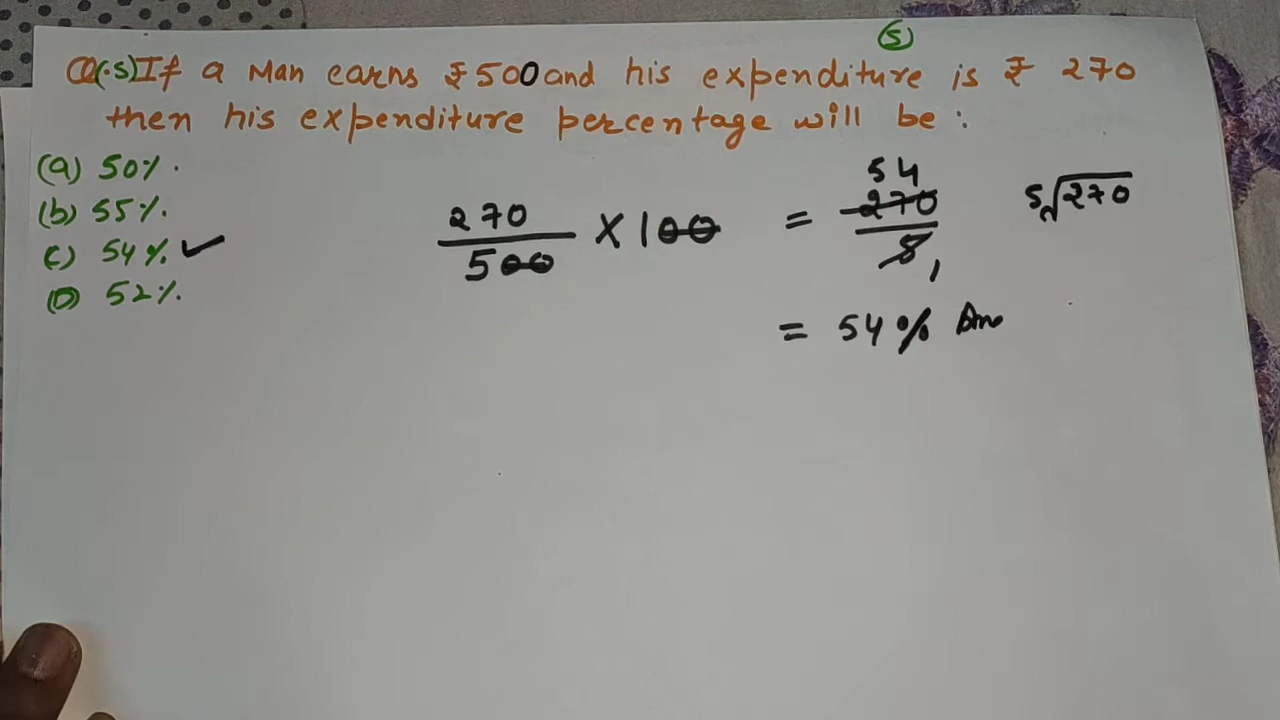 (5)
Q(.5) If a Man earns ₹500 and his expenditure is ₹ 270
then his expenditure percentage will be :
(a) 50%.
(b) 55%.
(c) 54%. ✓
(D) 52%.
270/500 × 100 = 270/5 54 1
5√270
= 54% Ans